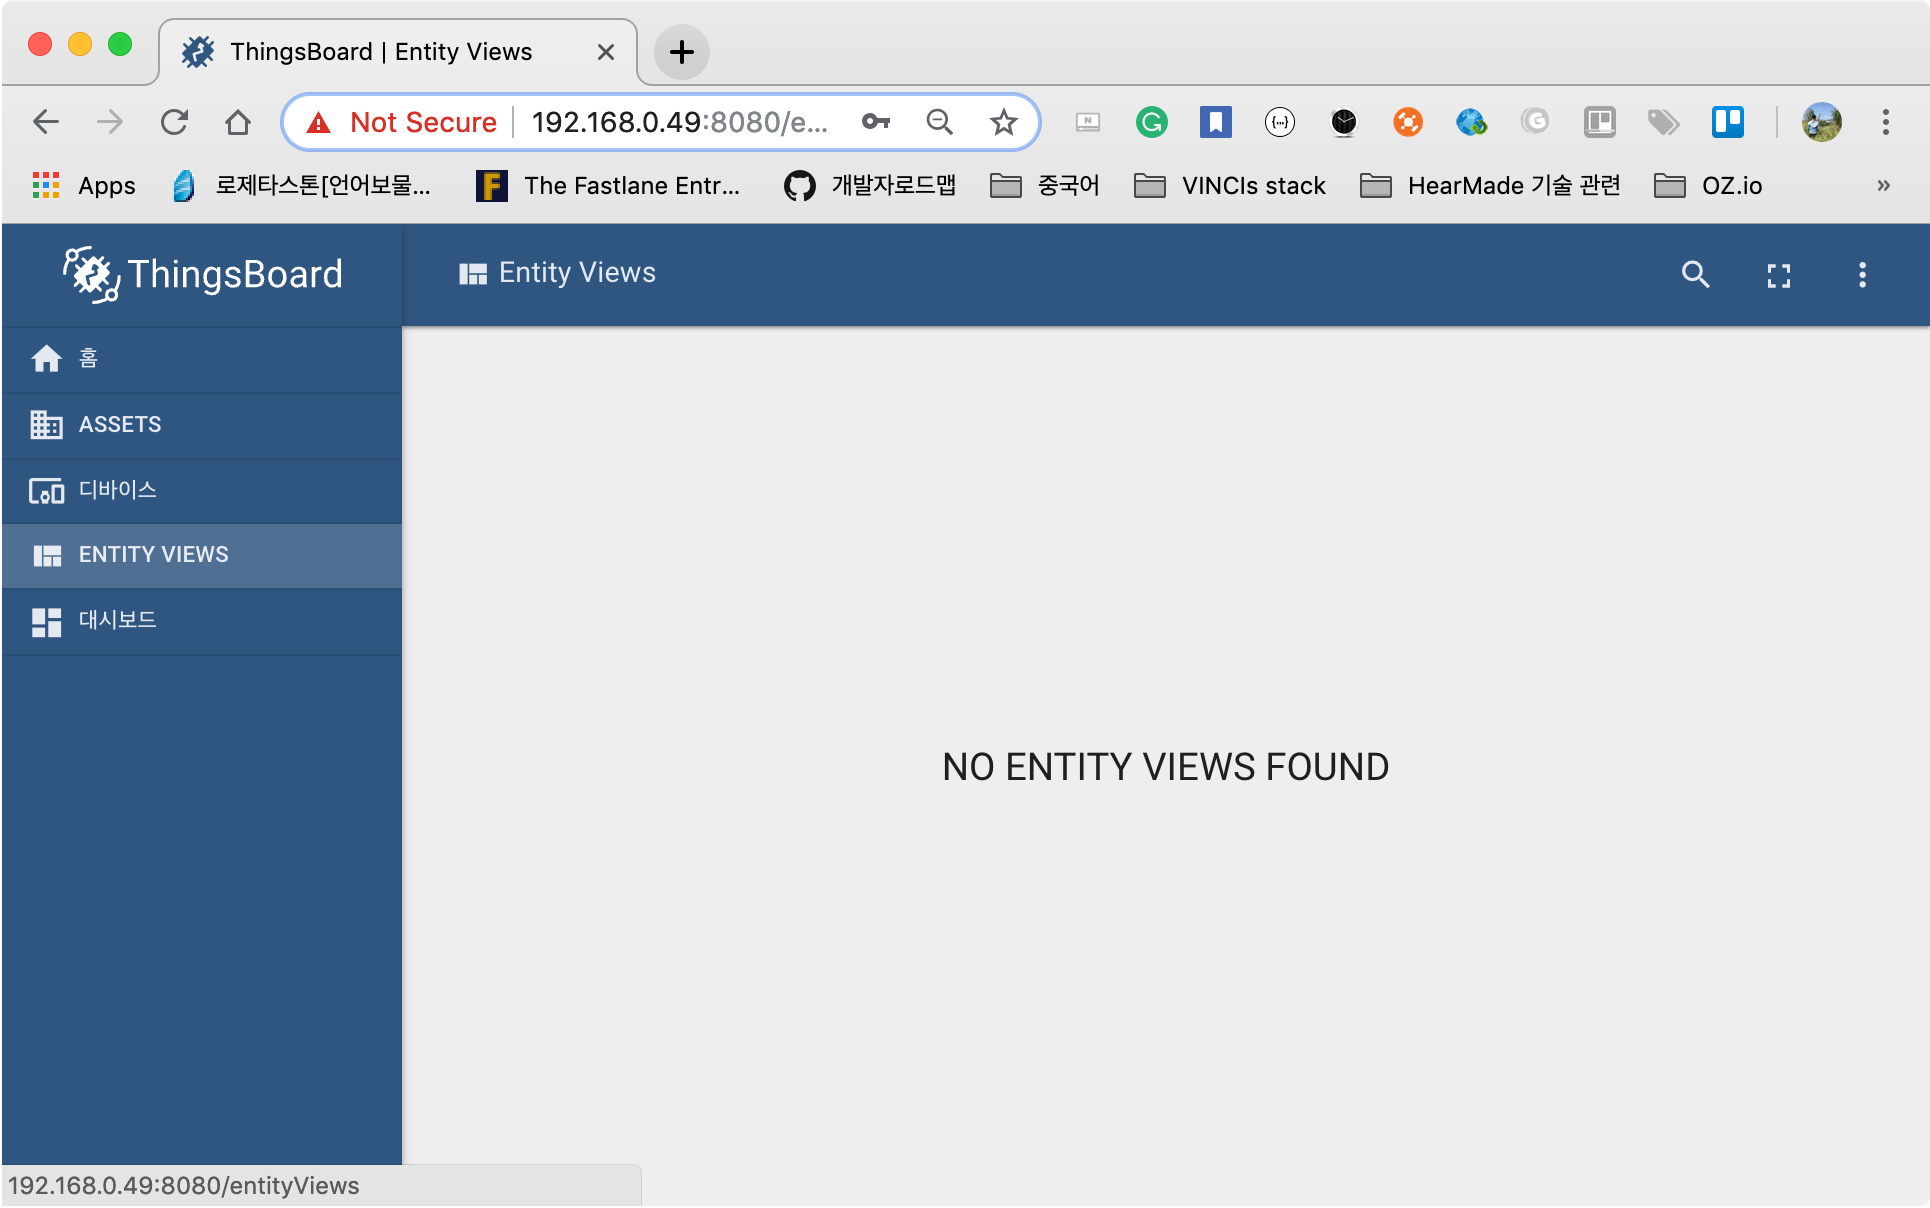 ThingsBoard | Entity Views
Not Secure 192.168.0.49:8080/e...
Apps 로제타스톤[언어보물... The Fastlane Entr... 개발자로드맵 중국어 VINCIs stack HearMade 기술 관련 OZ.io »
ThingsBoard
Entity Views
홈
ASSETS
디바이스
ENTITY VIEWS
대시보드
NO ENTITY VIEWS FOUND
192.168.0.49:8080/entityViews